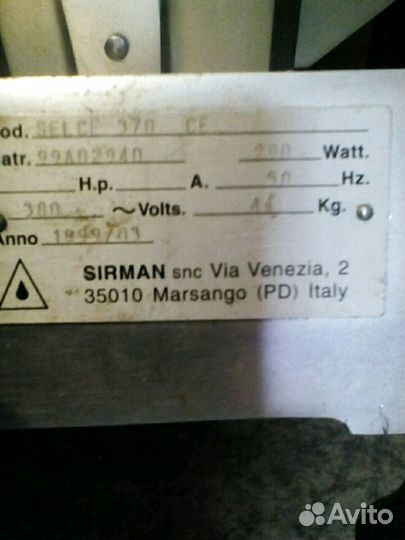 od. SELCE 370 CE
atr. 99A02940 290 Watt.
H.p. A. 50 Hz.
300 ~Volts. 44 Kg.
Anno 1999/03
SIRMAN snc Via Venezia, 2
35010 Marsango (PD) Italy
Avito